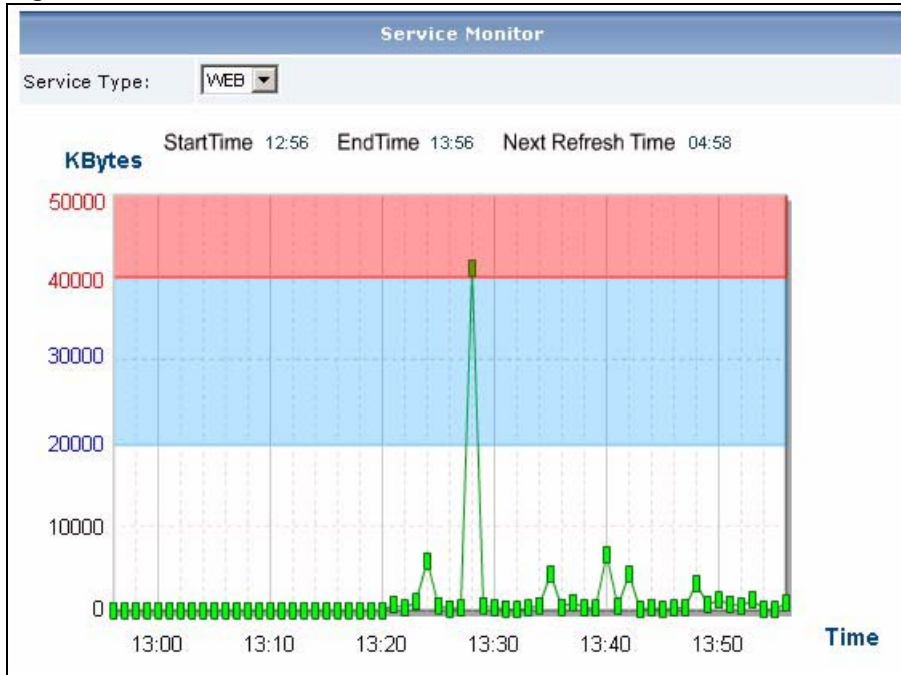 Service Monitor
Service Type: WEB
StartTime 12:56 EndTime 13:56 Next Refresh Time 04:58
KBytes
50000
40000
30000
20000
10000
0
13:00 13:10 13:20 13:30 13:40 13:50 Time